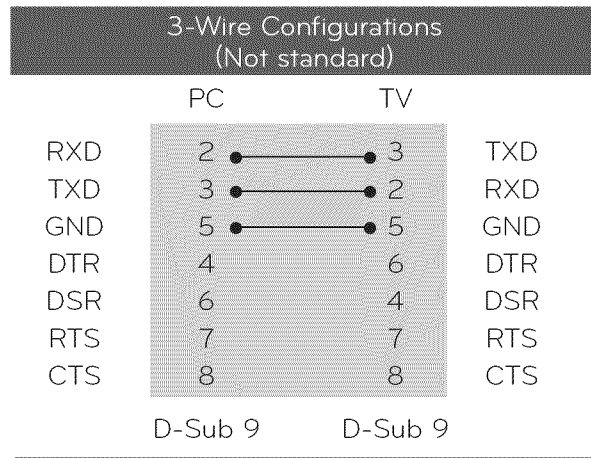 3-Wire Configurations
(Not standard)
PC TV
RXD 2 3 TXD
TXD 3 2 RXD
GND 5 5 GND
DTR 4 6 DTR
DSR 6 4 DSR
RTS 7 7 RTS
CTS 8 8 CTS
D-Sub 9 D-Sub 9